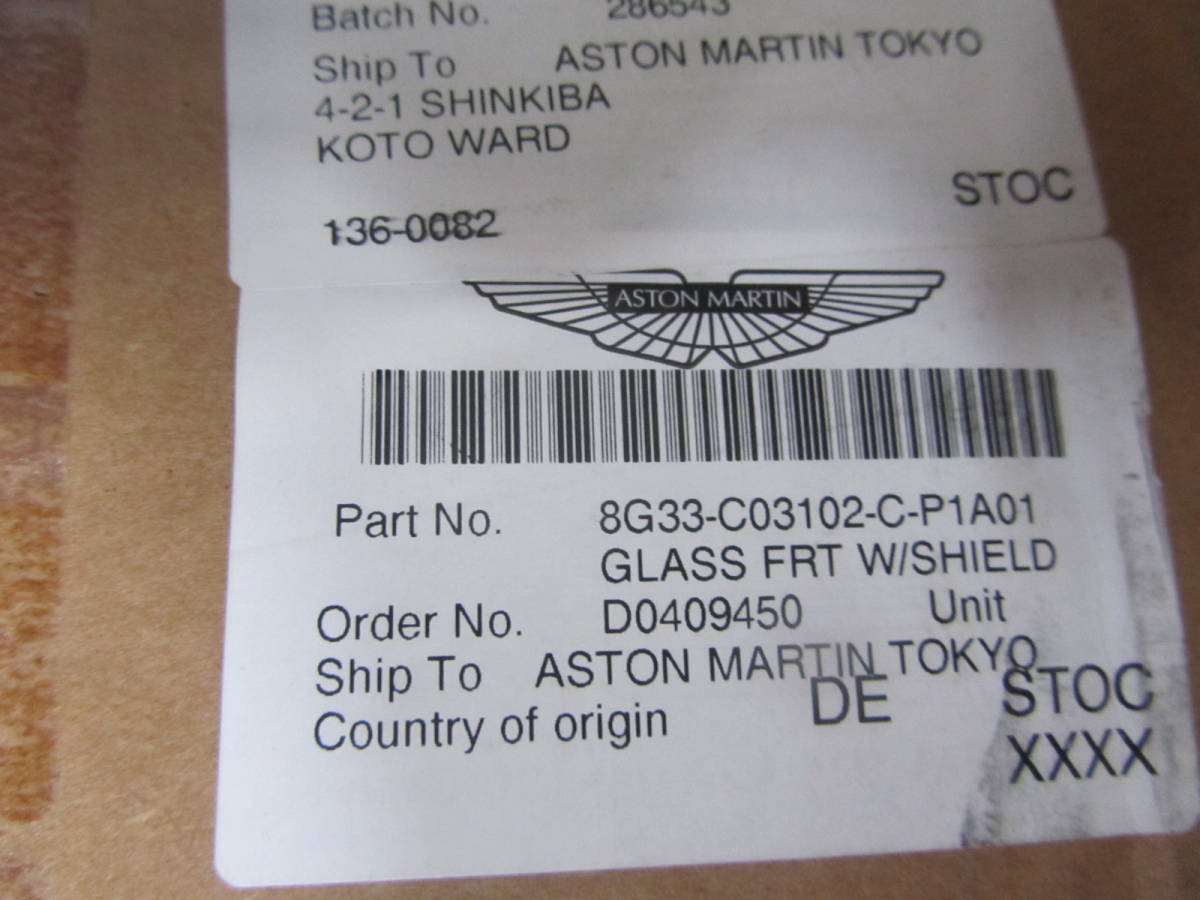 Batch No. 286543
Ship To ASTON MARTIN TOKYO
4-2-1 SHINKIBA
KOTO WARD
STOC
136-0082
ASTON MARTIN
Part No. 8G33-C03102-C-P1A01
GLASS FRT W/SHIELD
Order No. D0409450 Unit
Ship To ASTON MARTIN TOKYO
Country of origin DE STOC
XXXX